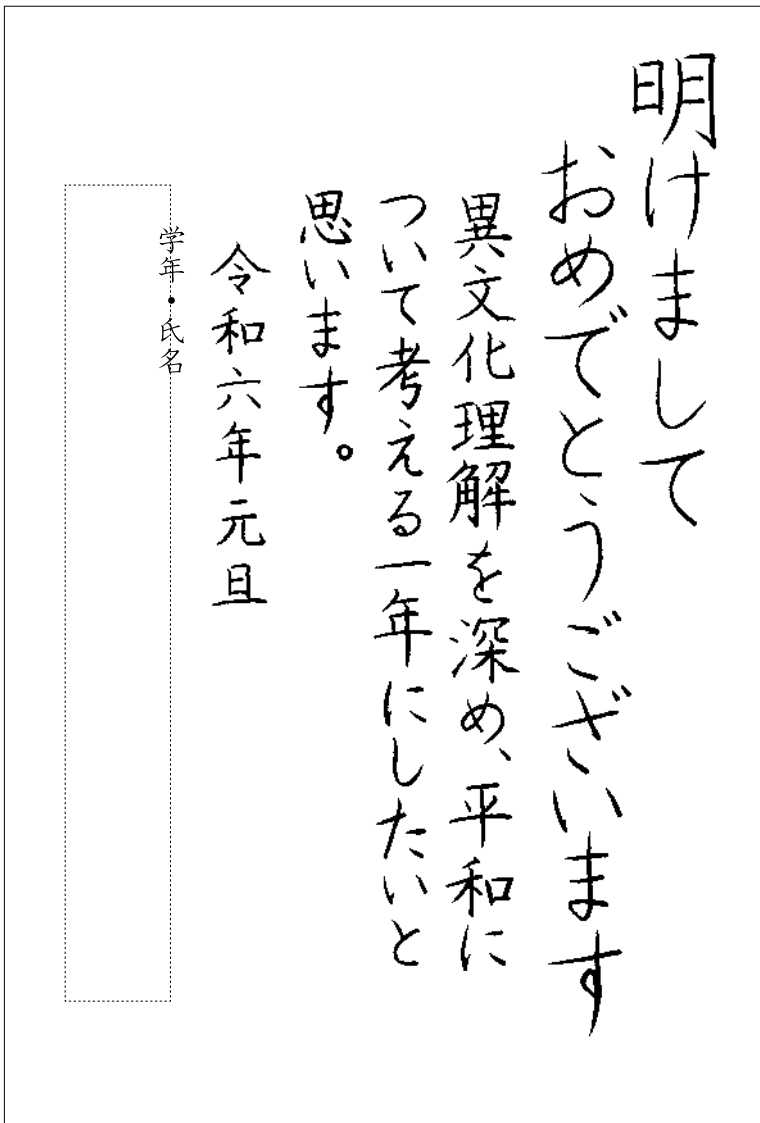 明けまして
おめでとうございます
異文化理解を深め、平和に
ついて考える一年にしたいと
思います。
令和六年元旦
学年・氏名